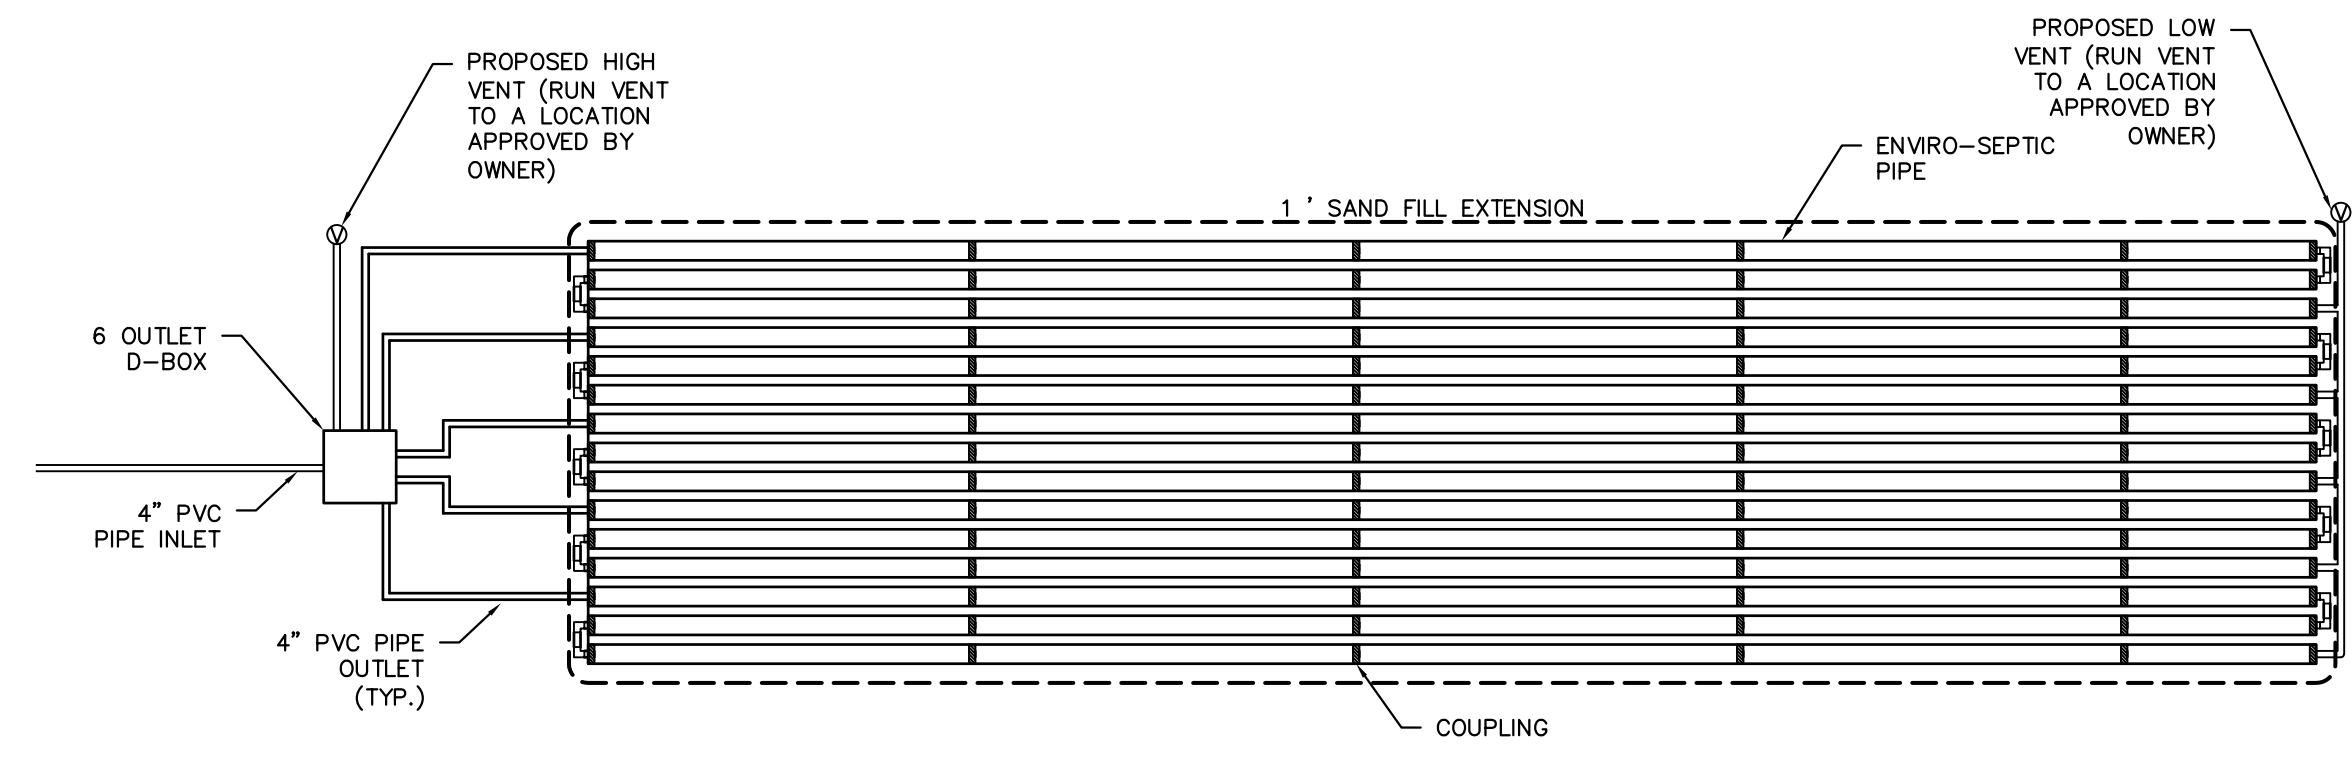 PROPOSED HIGH
VENT (RUN VENT
TO A LOCATION
APPROVED BY
OWNER)
PROPOSED LOW
VENT (RUN VENT
TO A LOCATION
APPROVED BY
OWNER)
ENVIRO-SEPTIC
PIPE
1 ' SAND FILL EXTENSION
V
V
6 OUTLET
D-BOX
4" PVC
PIPE INLET
4" PVC PIPE
OUTLET
(TYP.)
COUPLING